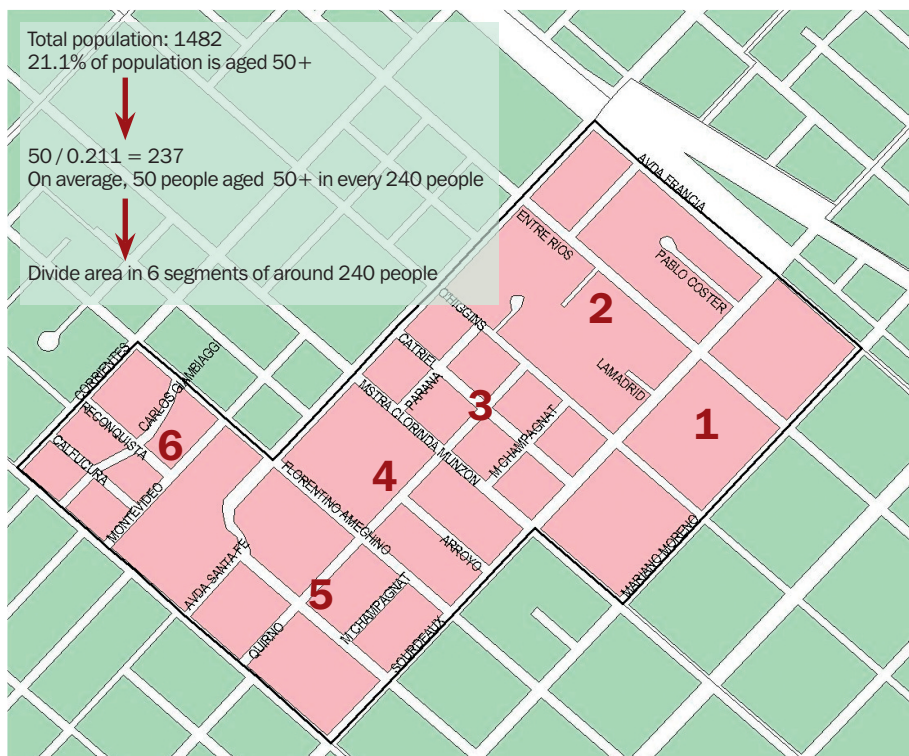 Total population: 1482
21.1% of population is aged 50+
50 / 0.211 = 237
On average, 50 people aged 50+ in every 240 people
Divide area in 6 segments of around 240 people
AVDA FRANCIA
ENTRE RIOS
PABLO COSTER
2
O'HIGGINS
CATRIEL
PARANA
LAMADRID
CORRIENTES
CARLOS GIAMBIAGGI
MSTRA CLORINDA MUNZON
3
M CHAMPAGNAT
1
RECONQUISTA
6
CALFUCURA
4
MONTEVIDEO
FLORENTINO AMEGHINO
ARROYO
MARIANO MORENO
AVDA SANTA FE
5
M CHAMPAGNAT
QUIRNO
SOURDEAUX